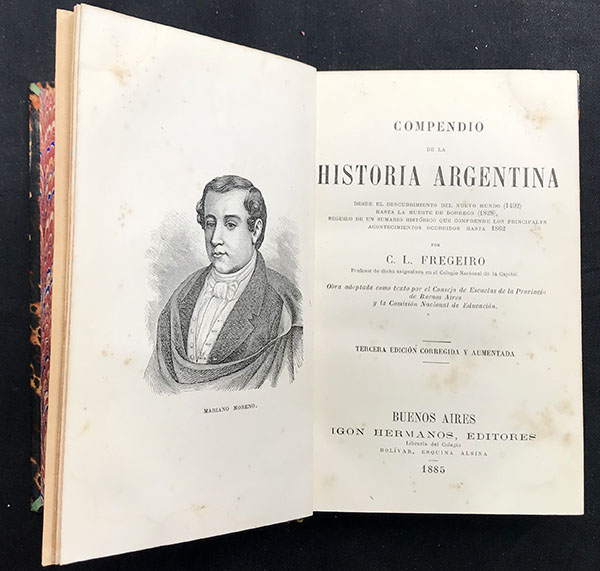 MARIANO MORENO.
COMPENDIO
DE LA
HISTORIA ARGENTINA
DESDE EL DESCUBRIMIENTO DEL NUEVO MUNDO (1492)
HASTA LA MUERTE DE DORREGO (1828),
SEGUIDO DE UN SUMARIO HISTÓRICO QUE COMPRENDE LOS PRINCIPALES
ACONTECIMIENTOS OCURRIDOS HASTA 1862
POR
C. L. FREGEIRO
Profesor de dicha asignatura en el Colegio Nacional de la Capital.
Obra adoptada como texto por el Consejo de Escuelas de la Provincia
de Buenos Aires
y la Comisión Nacional de Educación.
TERCERA EDICIÓN CORREGIDA Y AUMENTADA
BUENOS AIRES
IGON HERMANOS, EDITORES
Librería del Colegio
BOLÍVAR, ESQUINA ALSINA
1885